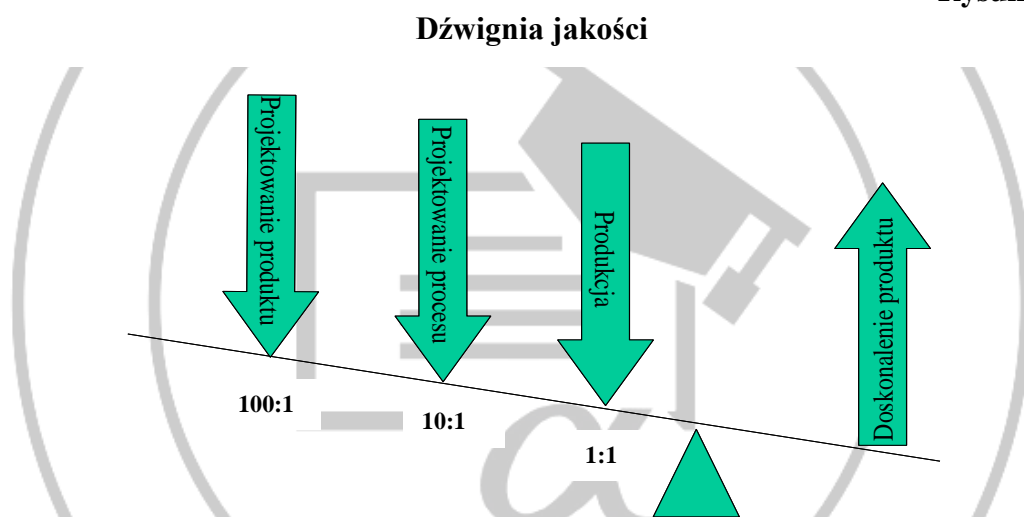 Dźwignia jakości
Projektowanie produktu
Projektowanie procesu
Produkcja
Doskonalenie produktu
100:1
10:1
1:1